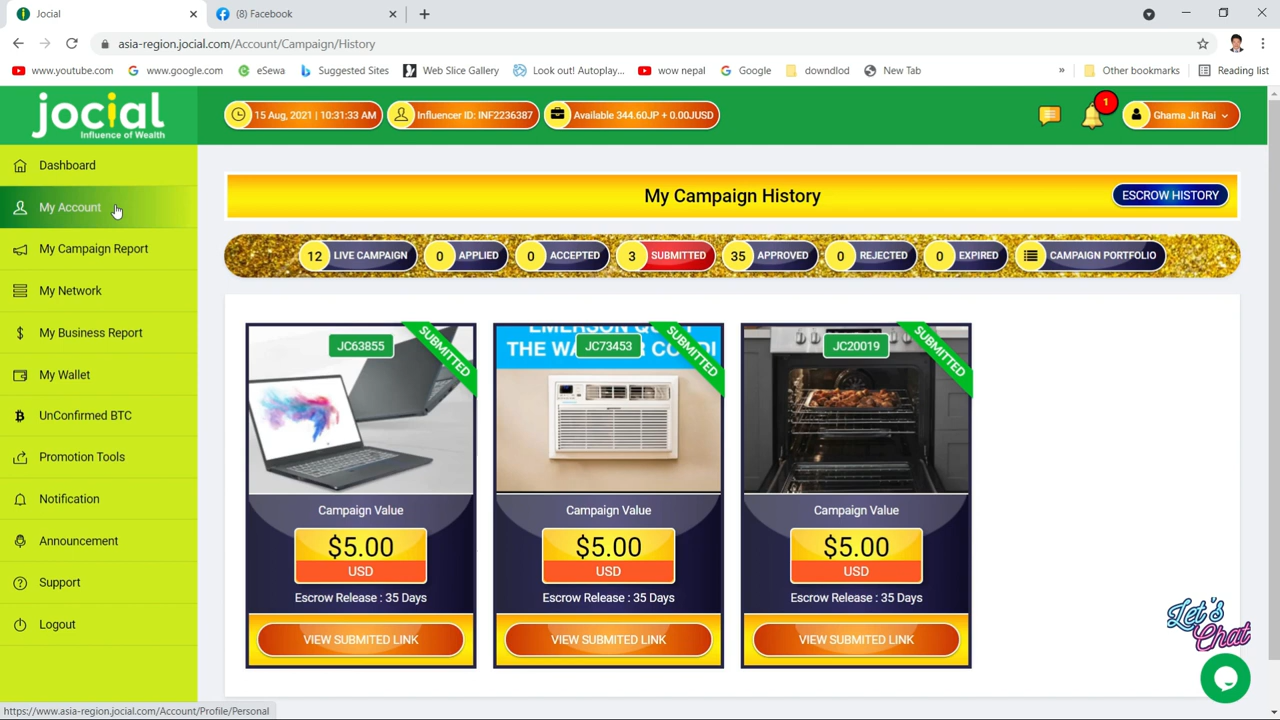 Jocial
(8) Facebook
asia-region.jocial.com/Account/Campaign/History
www.youtube.com
www.google.com
eSewa
Suggested Sites
Web Slice Gallery
Look out! Autoplay...
wow nepal
Google
downdlod
New Tab
»
Other bookmarks
Reading list
jocial
Influence of Wealth
15 Aug, 2021 | 10:31:33 AM
Influencer ID: INF2236387
Available 344.60JP + 0.00JUSD
1
Ghama Jit Rai
Dashboard
My Account
My Campaign Report
My Network
My Business Report
My Wallet
UnConfirmed BTC
Promotion Tools
Notification
Announcement
Support
Logout
My Campaign History
ESCROW HISTORY
12 LIVE CAMPAIGN
0 APPLIED
0 ACCEPTED
3 SUBMITTED
35 APPROVED
0 REJECTED
0 EXPIRED
CAMPAIGN PORTFOLIO
JC63855
SUBMITTED
Campaign Value
$5.00
USD
Escrow Release : 35 Days
VIEW SUBMITED LINK
JC73453
SUBMITTED
Campaign Value
$5.00
USD
Escrow Release : 35 Days
VIEW SUBMITED LINK
JC20019
SUBMITTED
Campaign Value
$5.00
USD
Escrow Release : 35 Days
VIEW SUBMITED LINK
Let's
Chat
https://www.asia-region.jocial.com/Account/Profile/Personal